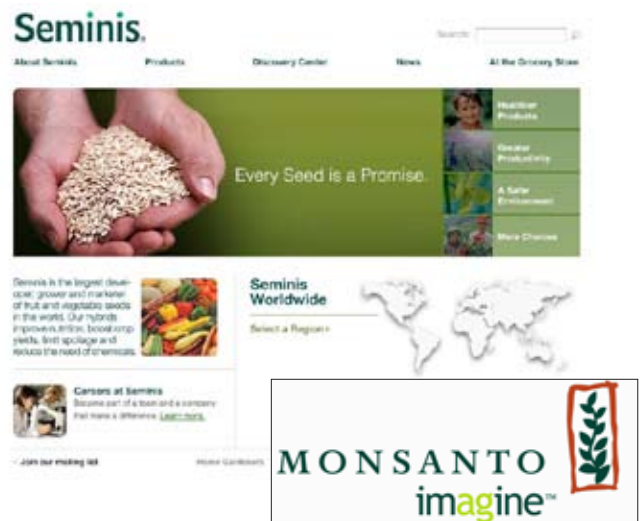 Seminis.
Search
About Seminis
Products
Discovery Center
News
At the Grocery Store
Every Seed is a Promise.
Healthier
Products
Greater
Productivity
A Safer
Environment
More Choices
Seminis is the largest devel-
oper, grower and marketer
of fruit and vegetable seeds
in the world. Our hybrids
improve nutrition, boost crop
yields, limit spoilage and
reduce the need of chemicals.
Seminis
Worldwide
Select a Region
Careers at Seminis
Become part of a team and a company
that make a difference. Learn more.
Join our mailing list
Home Gardeners
MONSANTO
imagine™